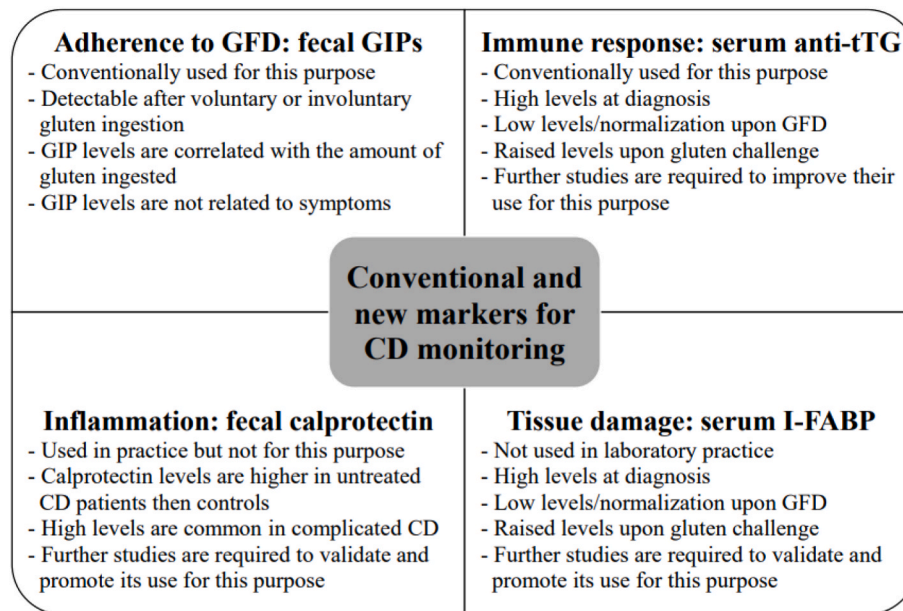 Adherence to GFD: fecal GIPs
- Conventionally used for this purpose
- Detectable after voluntary or involuntary
gluten ingestion
- GIP levels are correlated with the amount of
gluten ingested
- GIP levels are not related to symptoms
Immune response: serum anti-tTG
- Conventionally used for this purpose
- High levels at diagnosis
- Low levels/normalization upon GFD
- Raised levels upon gluten challenge
- Further studies are required to improve their
use for this purpose
Conventional and
new markers for
CD monitoring
Inflammation: fecal calprotectin
- Used in practice but not for this purpose
- Calprotectin levels are higher in untreated
CD patients then controls
- High levels are common in complicated CD
- Further studies are required to validate and
promote its use for this purpose
Tissue damage: serum I-FABP
- Not used in laboratory practice
- High levels at diagnosis
- Low levels/normalization upon GFD
- Raised levels upon gluten challenge
- Further studies are required to validate and
promote its use for this purpose